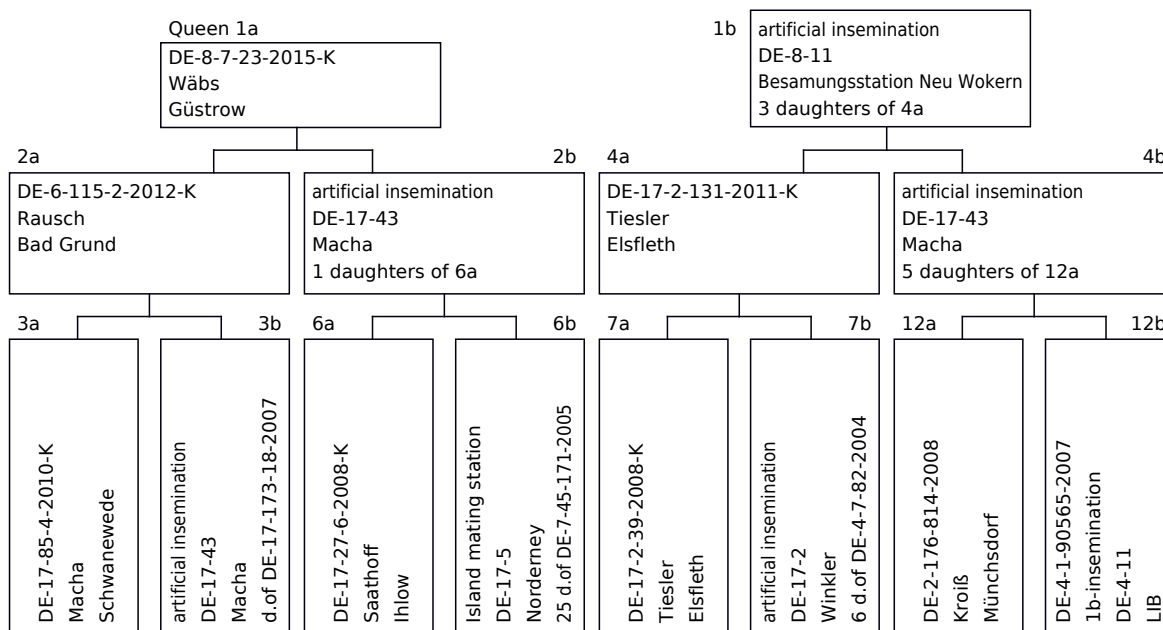 Queen 1a
DE-8-7-23-2015-K
Wäbs
Güstrow
1b
artificial insemination
DE-8-11
Besamungsstation Neu Wokern
3 daughters of 4a
2a
DE-6-115-2-2012-K
Rausch
Bad Grund
2b
artificial insemination
DE-17-43
Macha
1 daughters of 6a
4a
DE-17-2-131-2011-K
Tiesler
Elsfleth
4b
artificial insemination
DE-17-43
Macha
5 daughters of 12a
3a
DE-17-85-4-2010-K
Macha
Schwanewede
3b
artificial insemination
DE-17-43
Macha
d.of DE-17-173-18-2007
6a
DE-17-27-6-2008-K
Saathoff
Ihlow
6b
Island mating station
DE-17-5
Norderney
25 d.of DE-7-45-171-2005
7a
DE-17-2-39-2008-K
Tiesler
Elsfleth
7b
artificial insemination
DE-17-2
Winkler
6 d.of DE-4-7-82-2004
12a
DE-2-176-814-2008
Kroiß
Münchsdorf
12b
DE-4-1-90565-2007
1b-insemination
DE-4-11
LIB